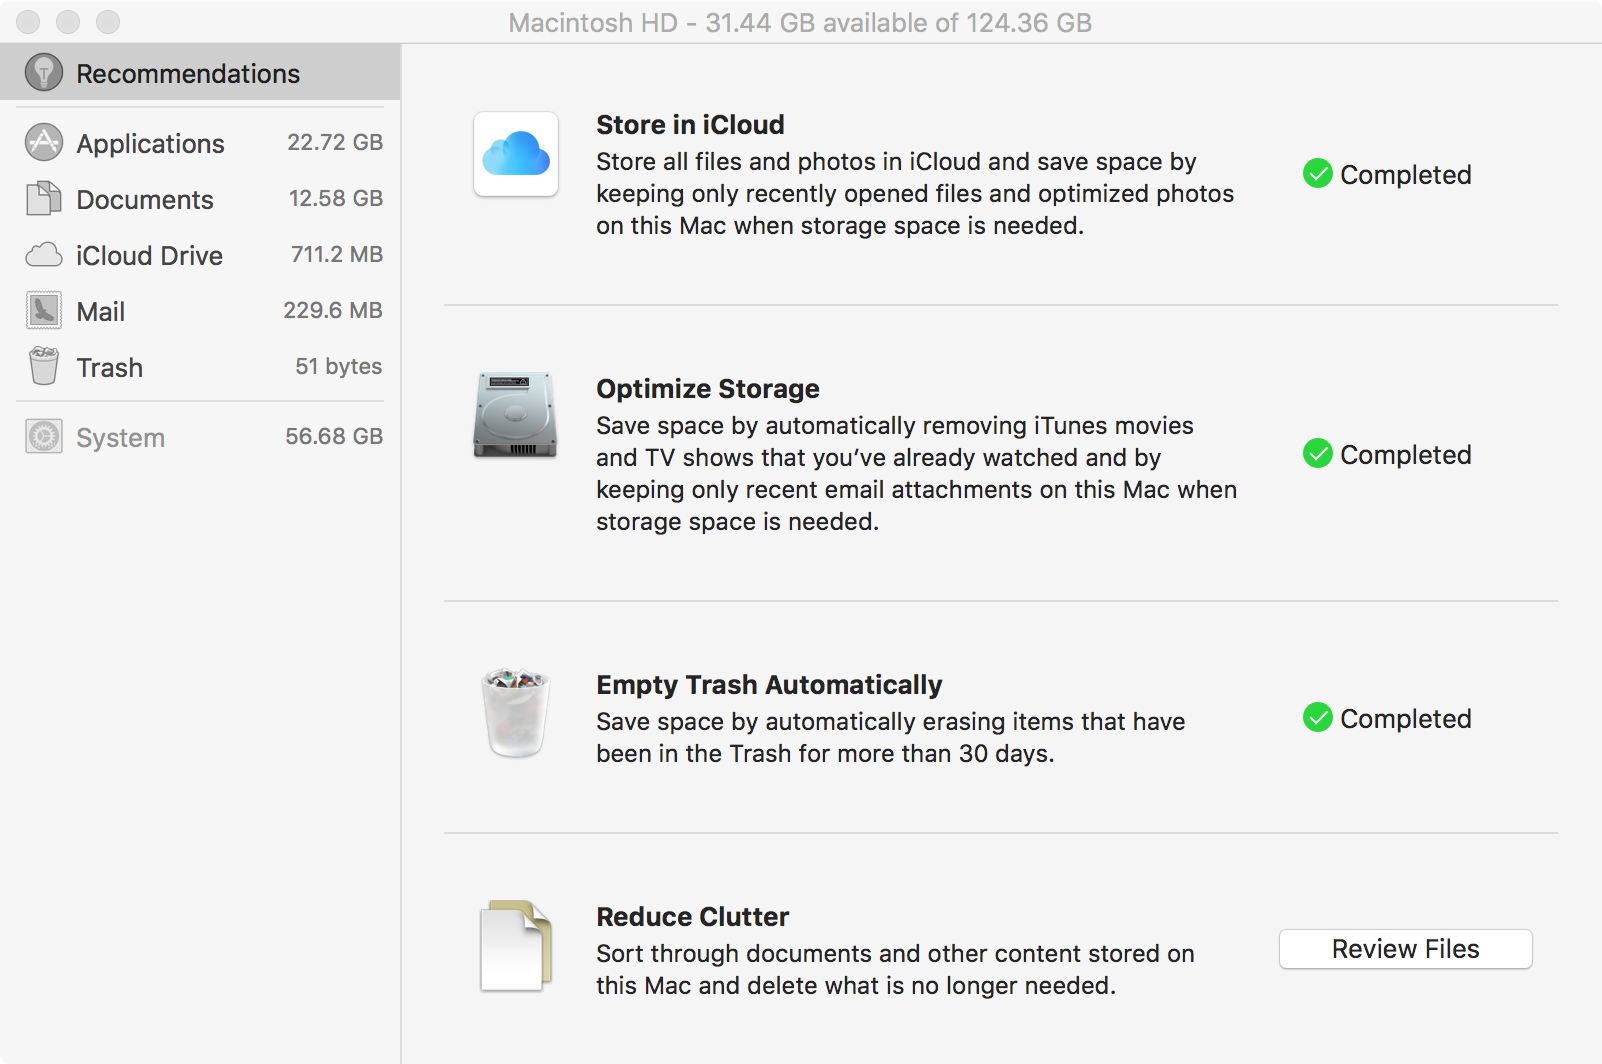 Macintosh HD - 31.44 GB available of 124.36 GB
Recommendations
Applications 22.72 GB
Documents 12.58 GB
iCloud Drive 711.2 MB
Mail 229.6 MB
Trash 51 bytes
System 56.68 GB
Store in iCloud
Store all files and photos in iCloud and save space by
keeping only recently opened files and optimized photos
on this Mac when storage space is needed.
Completed
Optimize Storage
Save space by automatically removing iTunes movies
and TV shows that you’ve already watched and by
keeping only recent email attachments on this Mac when
storage space is needed.
Completed
Empty Trash Automatically
Save space by automatically erasing items that have
been in the Trash for more than 30 days.
Completed
Reduce Clutter
Sort through documents and other content stored on
this Mac and delete what is no longer needed.
Review Files